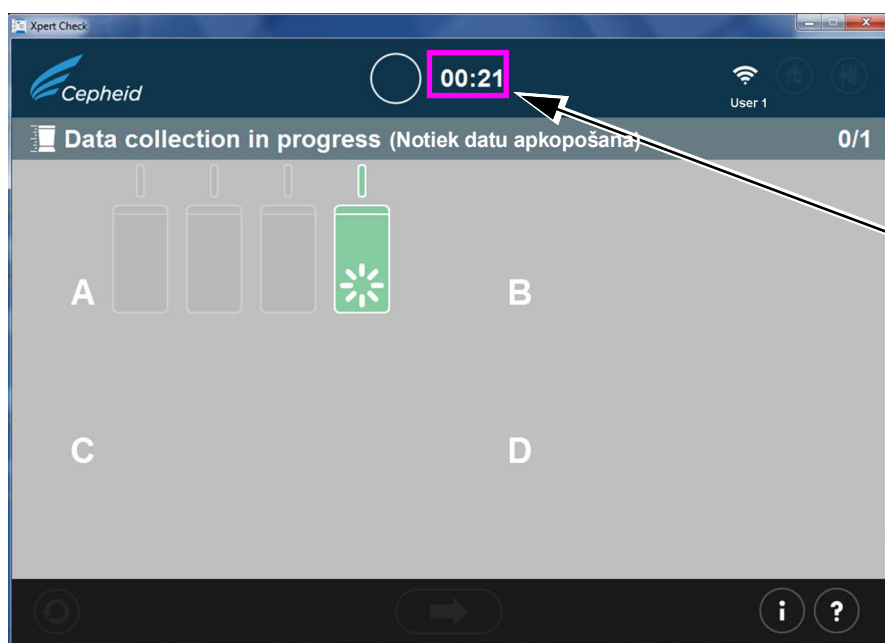 Xpert Check
Cepheid
00:21
User 1
Data collection in progress (Notiek datu apkopošana)
0/1
A
B
C
D
i
?